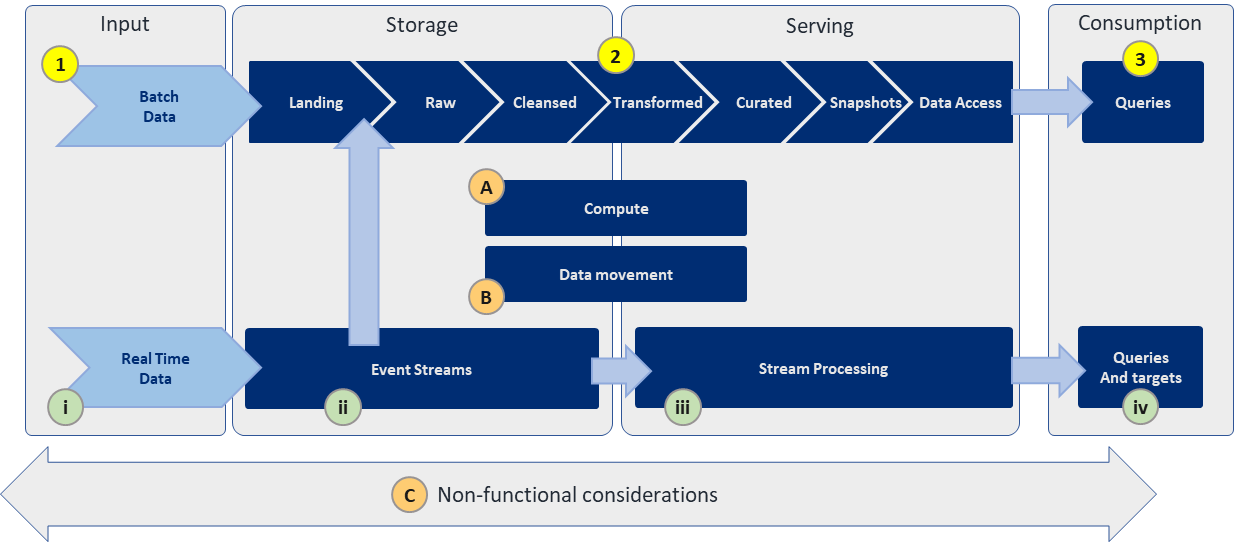 Input
Storage
Serving
Consumption
1
2
3
Batch
Data
Landing
Raw
Cleansed
Transformed
Curated
Snapshots
Data Access
Queries
A
Compute
Data movement
B
Real Time
Data
Event Streams
Stream Processing
Queries
And targets
i
ii
iii
iv
C
Non-functional considerations